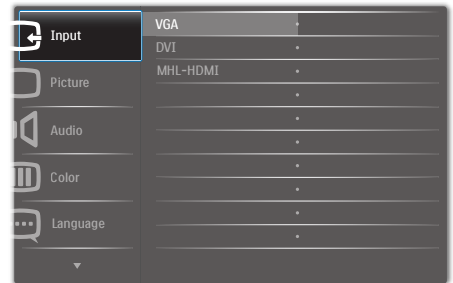 Input
Picture
Audio
Color
Language
VGA
DVI
MHL-HDMI